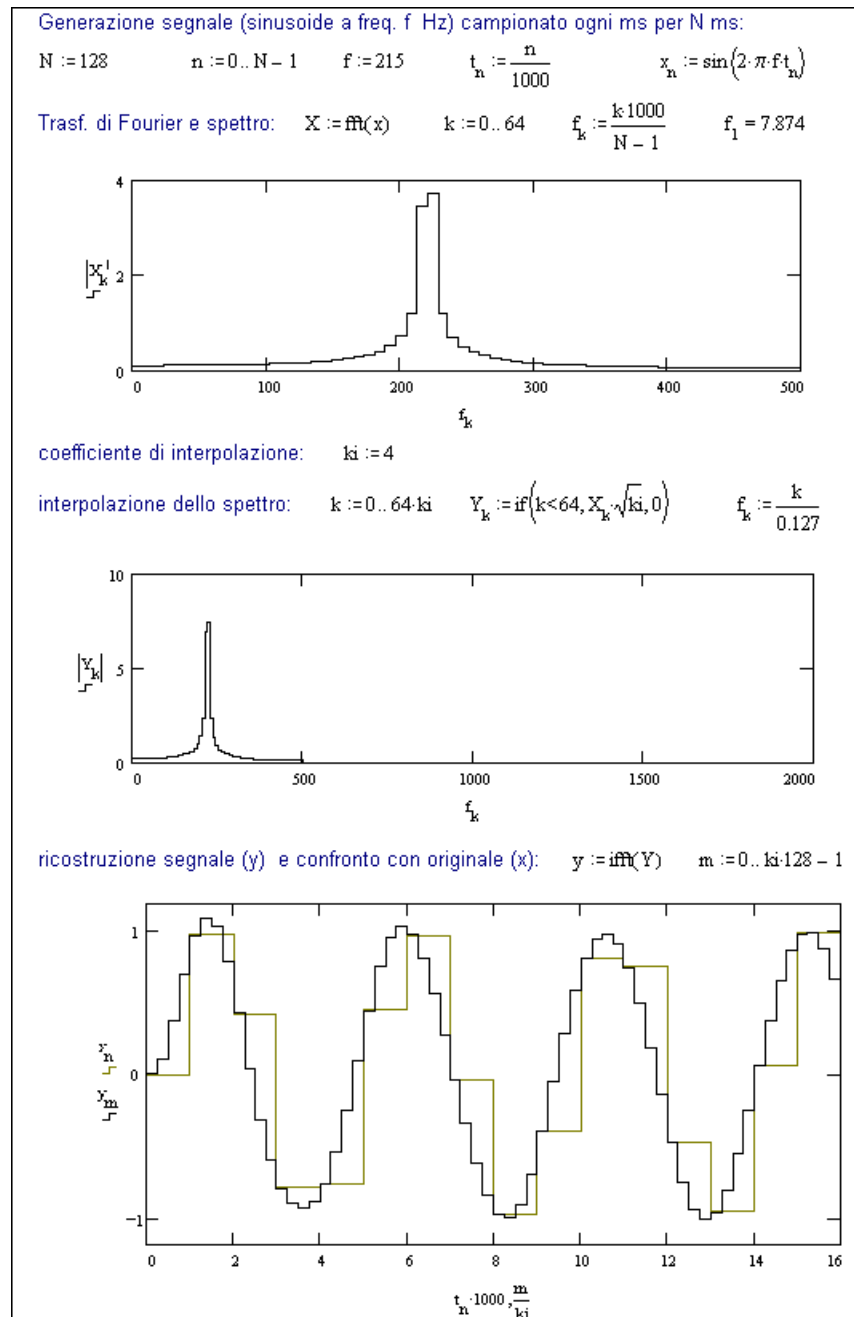 Generazione segnale (sinusoide a freq. f Hz) campionato ogni ms per N ms:
N := 128 n := 0.. N − 1 f := 215 t_n := n/1000 x_n := sin(2·π·f·t_n)
Trasf. di Fourier e spettro: X := fft(x) k := 0.. 64 f_k := k·1000/(N − 1) f_1 = 7.874
4
2
0
|X_k|
0 100 200 300 400 500
f_k
coefficiente di interpolazione: ki := 4
interpolazione dello spettro: k := 0.. 64·ki Y_k := if(k<64, X_k·√ki, 0) f_k := k/0.127
10
5
0
|Y_k|
0 500 1000 1500 2000
f_k
ricostruzione segnale (y) e confronto con originale (x): y := ifft(Y) m := 0.. ki·128 − 1
1
0
−1
x_n
y_m
0 2 4 6 8 10 12 14 16
t_n·1000, m/ki